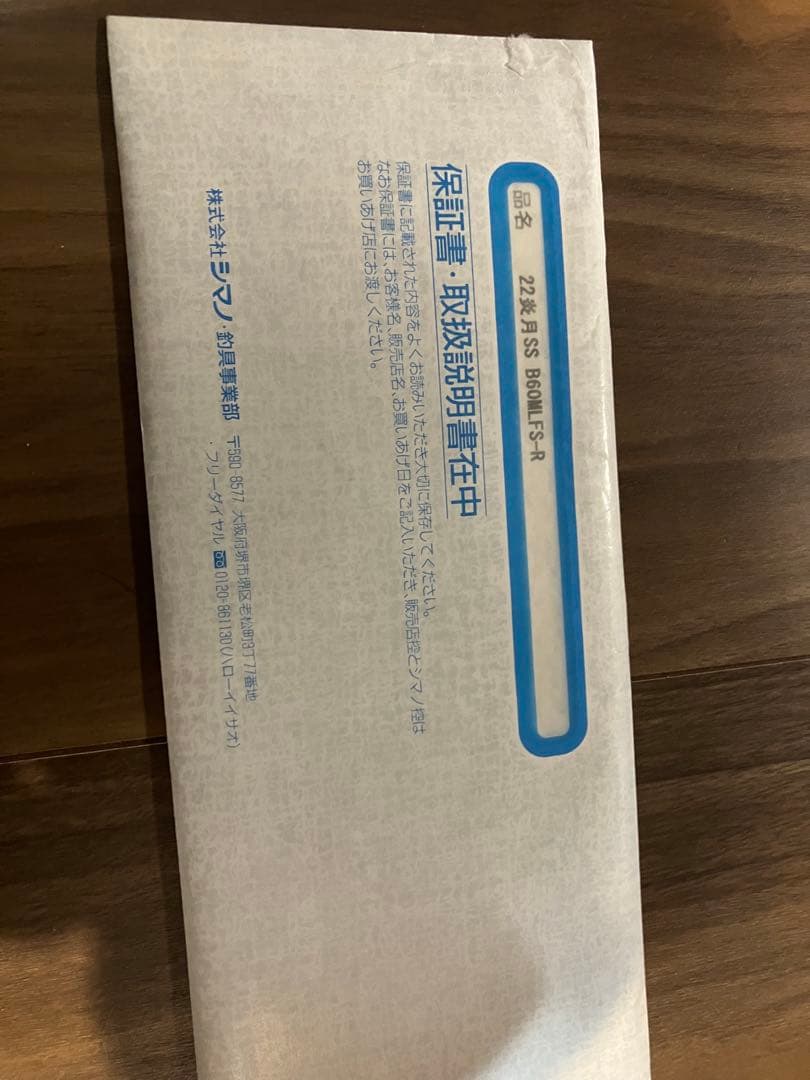 品名 22炎月SS B60MLFS-R
保証書・取扱説明書在中
保証書に記載された内容をよくお読みいただき大切に保存してください。
なお保証書には、お客様名、販売店名、お買いあげ日をご記入いただき、販売店控とシマノ控は
お買いあげ店にお渡しください。
株式会社シマノ・釣具事業部 〒590-8577 大阪府堺市堺区老松町3丁77番地
・フリーダイヤル 0120-861130(ハローイイサオ)